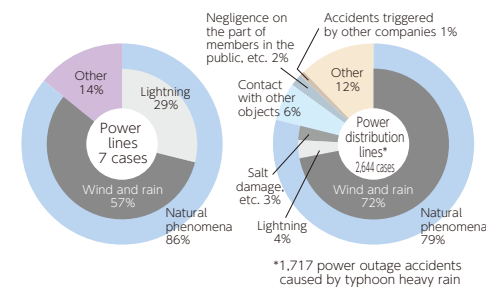 Negligence on
the part of
members in the
public, etc. 2%
Accidents triggered
by other companies 1%
Other
14%
Lightning
29%
Power
lines
7 cases
Wind and rain
57%
Natural
phenomena
86%
Other
12%
Contact
with other
objects 6%
Power
distribution
lines*
2,644 cases
Salt
damage,
etc. 3%
Lightning
4%
Wind and rain
72%
Natural
phenomena
79%
*1,717 power outage accidents
caused by typhoon heavy rain